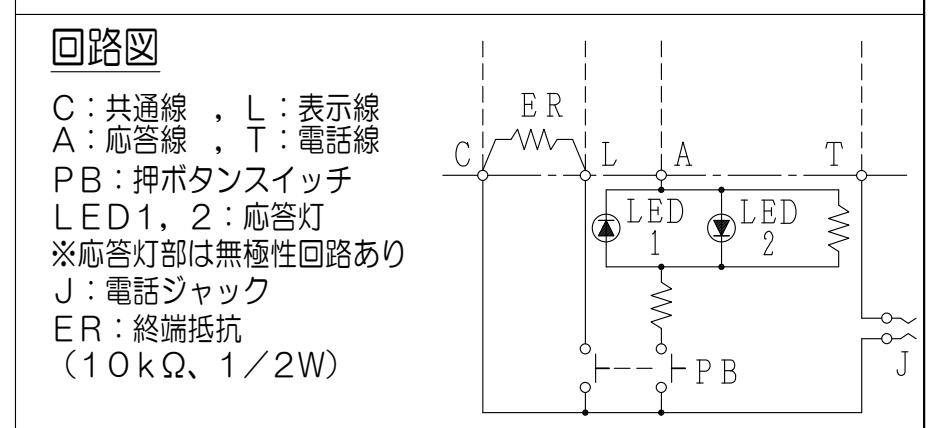 回路図
C:共通線 , L:表示線
A:応答線 , T:電話線
PB:押ボタンスイッチ
LED1, 2:応答灯
※応答灯部は無極性回路あり
J:電話ジャック
ER:終端抵抗
(10kΩ、1/2W)
ER
C
L
A
T
LED
1
LED
2
PB
J